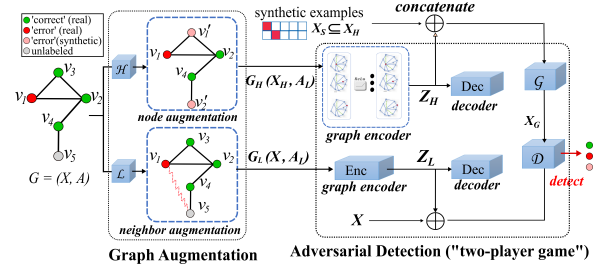 'correct' (real)
'error' (real)
'error'(synthetic)
unlabeled
v3
v1
v2
v4
v5
G = (X, A)
H
L
v1'
v1
v2
v4
v2'
node augmentation
v3
v1
v2
v4
v5
neighbor augmentation
Graph Augmentation
synthetic examples
XS ⊆ XH
concatenate
GH (XH, AL)
GL (X, AL)
graph encoder
ZH
Dec
decoder
G
XG
Enc
graph encoder
ZL
Dec
decoder
D
detect
X
Adversarial Detection ("two-player game")